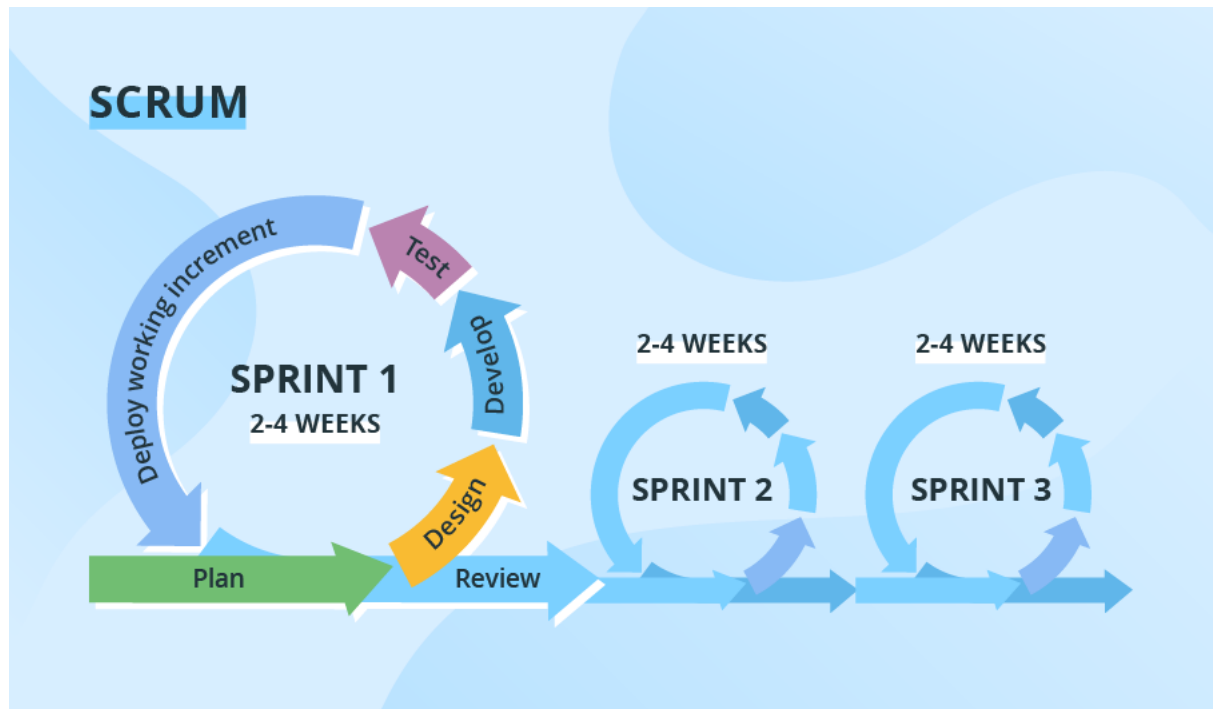 SCRUM
Deploy working increment
Test
Develop
SPRINT 1
2-4 WEEKS
Design
Plan
Review
2-4 WEEKS
SPRINT 2
2-4 WEEKS
SPRINT 3